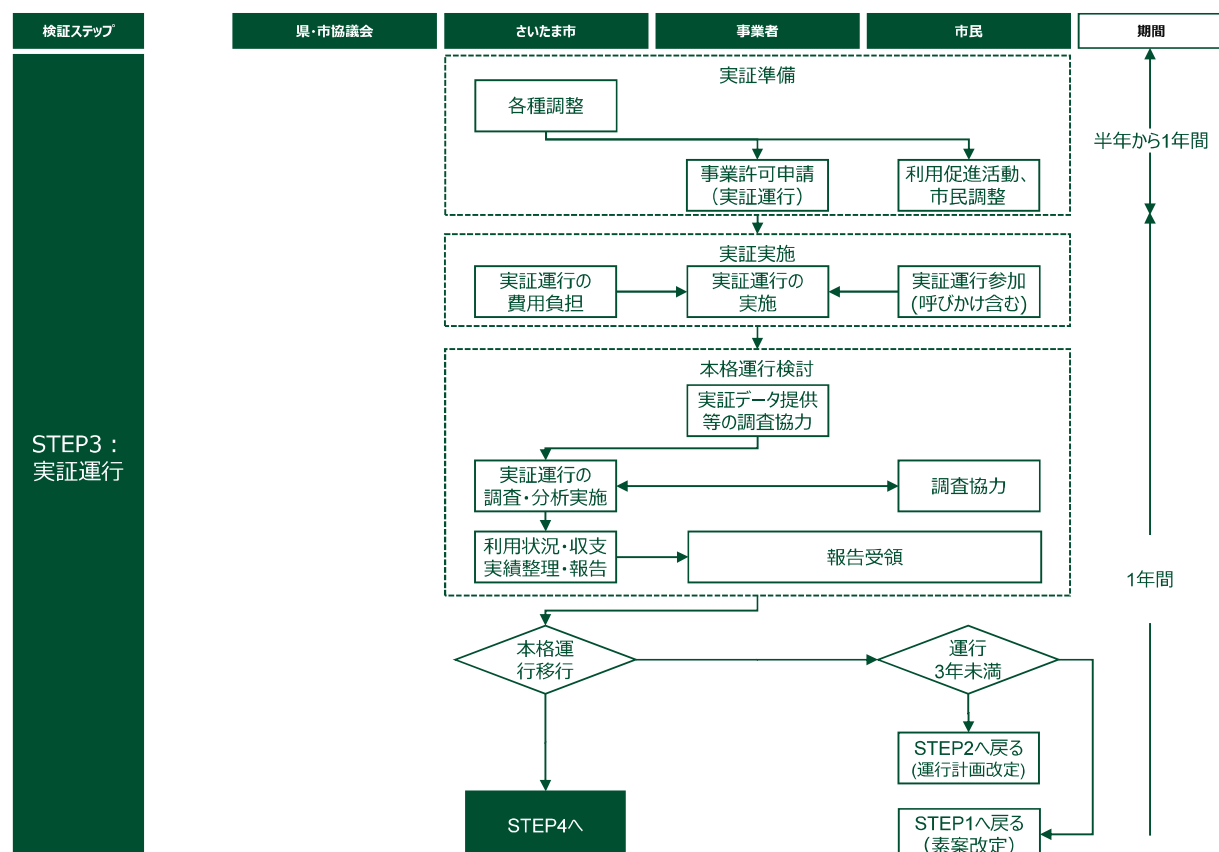 検証ステップ
県・市協議会
さいたま市
事業者
市民
期間
実証準備
各種調整
半年から1年間
事業許可申請
（実証運行）
利用促進活動、
市民調整
実証実施
実証運行の
費用負担
実証運行の
実施
実証運行参加
(呼びかけ含む)
本格運行検討
実証データ提供
等の調査協力
STEP3：
実証運行
実証運行の
調査・分析実施
調査協力
利用状況・収支
実績整理・報告
報告受領
1年間
本格運
行移行
運行
3年未満
STEP2へ戻る
(運行計画改定)
STEP4へ
STEP1へ戻る
（素案改定）